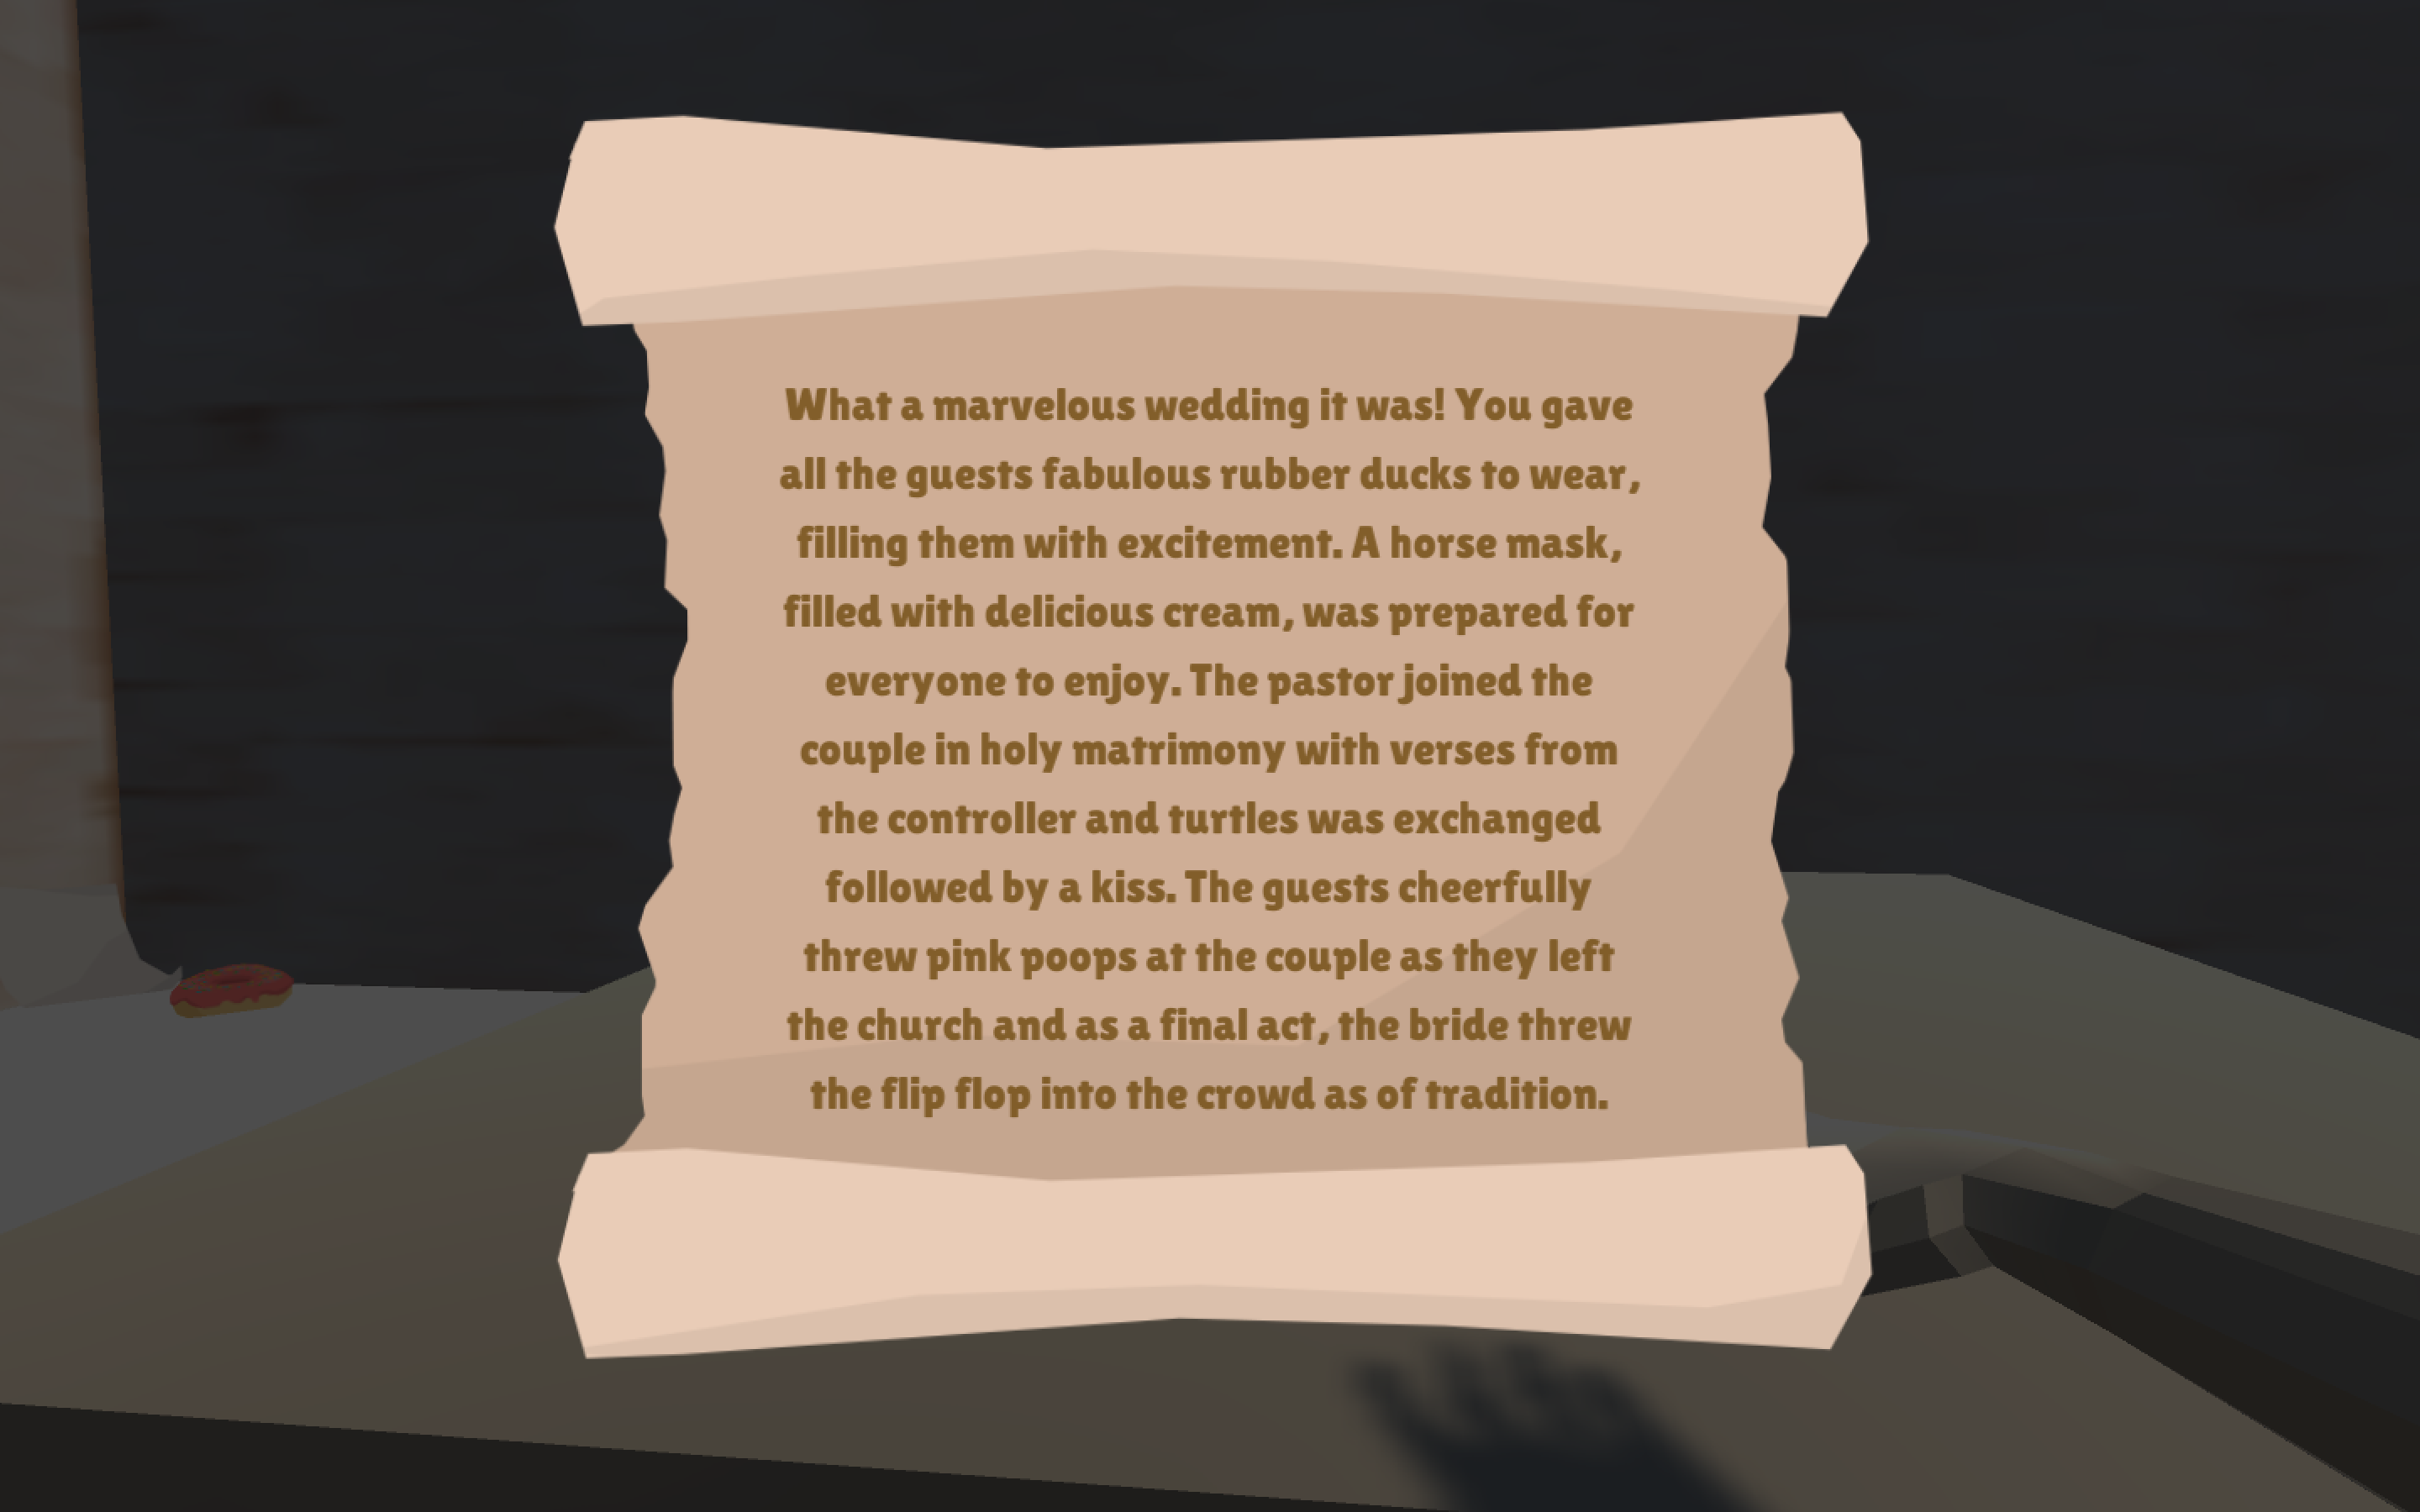 What a marvelous wedding it was! You gave
all the guests fabulous rubber ducks to wear,
filling them with excitement. A horse mask,
filled with delicious cream, was prepared for
everyone to enjoy. The pastor joined the
couple in holy matrimony with verses from
the controller and turtles was exchanged
followed by a kiss. The guests cheerfully
threw pink poops at the couple as they left
the church and as a final act, the bride threw
the flip flop into the crowd as of tradition.